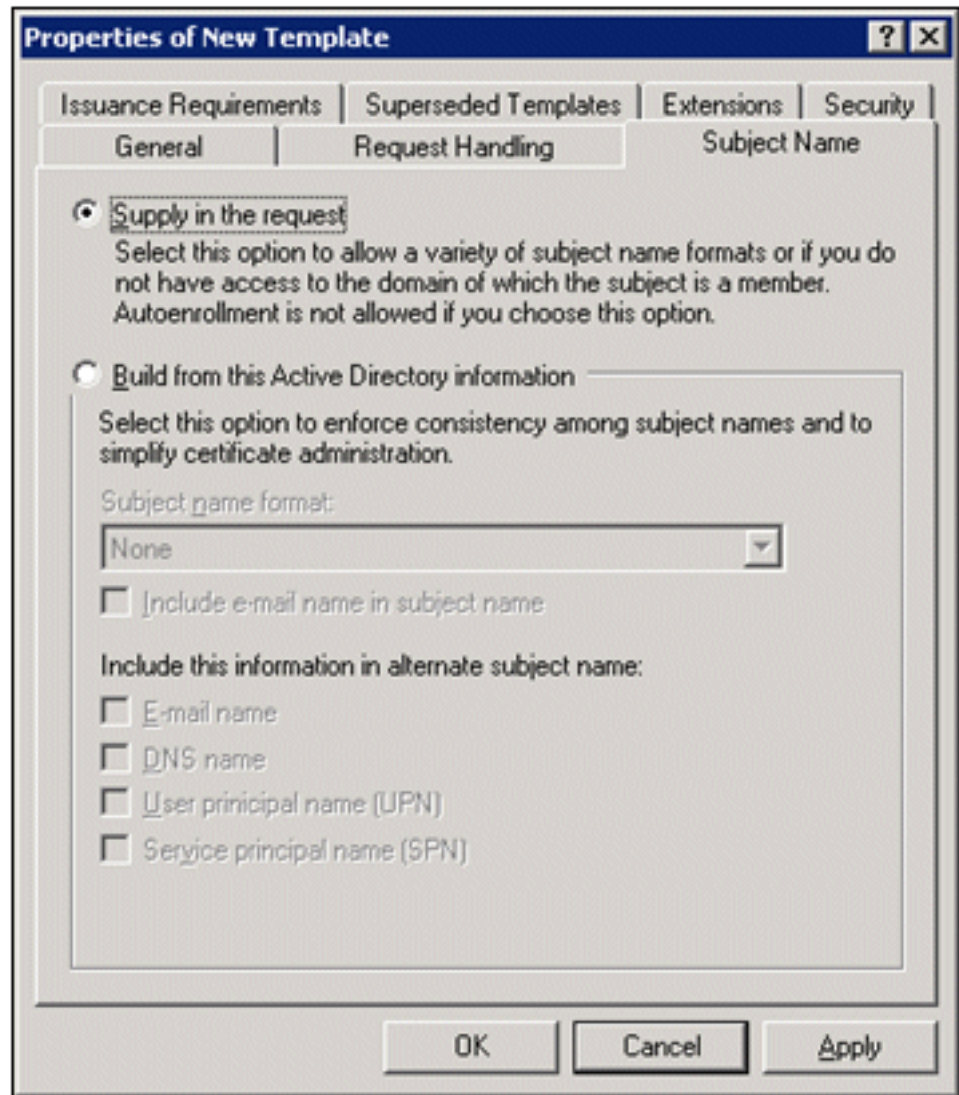 Properties of New Template
Issuance Requirements Superseded Templates Extensions Security
General Request Handling Subject Name
Supply in the request
Select this option to allow a variety of subject name formats or if you do
not have access to the domain of which the subject is a member.
Autoenrollment is not allowed if you choose this option.
Build from this Active Directory information
Select this option to enforce consistency among subject names and to
simplify certificate administration.
Subject name format:
None
Include e-mail name in subject name
Include this information in alternate subject name:
E-mail name
DNS name
User prinicipal name (UPN)
Service principal name (SPN)
OK Cancel Apply